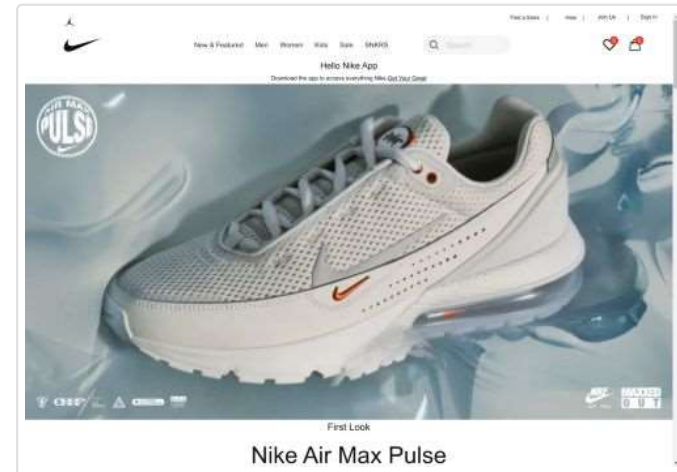 Find a Store | Help | Join Us | Sign In
New & Featured Men Women Kids Sale SNKRS Search
Hello Nike App
Download the app to access everything Nike. Get Your Great
AIR MAX
PULSE
NIKE
MAXXED
OUT
First Look
Nike Air Max Pulse